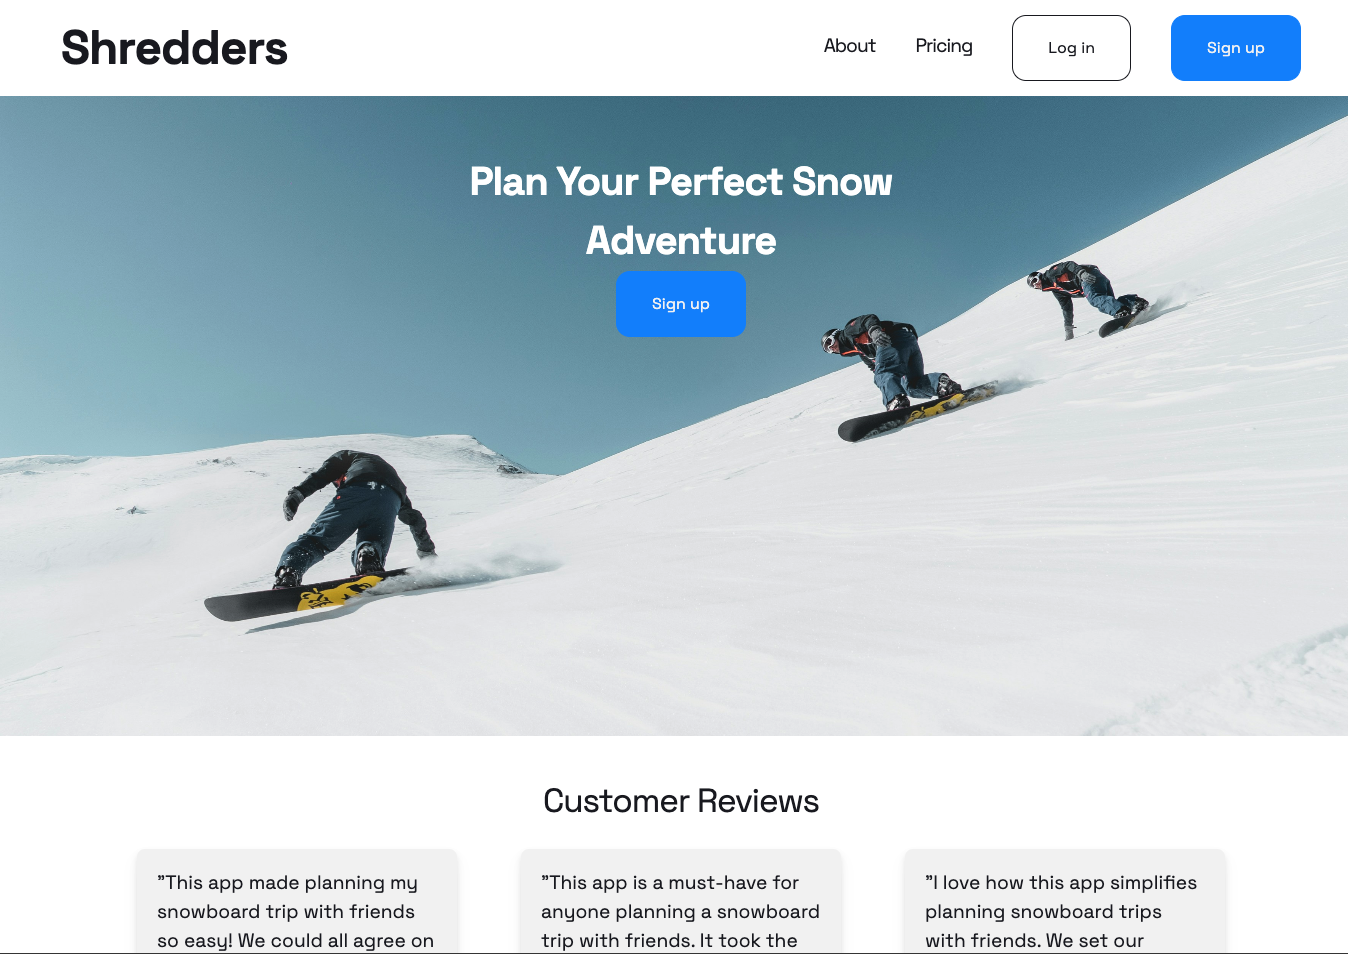 Shredders
About
Pricing
Log in
Sign up
Plan Your Perfect Snow
Adventure
Sign up
Customer Reviews
"This app made planning my
snowboard trip with friends
so easy! We could all agree on
"This app is a must-have for
anyone planning a snowboard
trip with friends. It took the
"I love how this app simplifies
planning snowboard trips
with friends. We set our